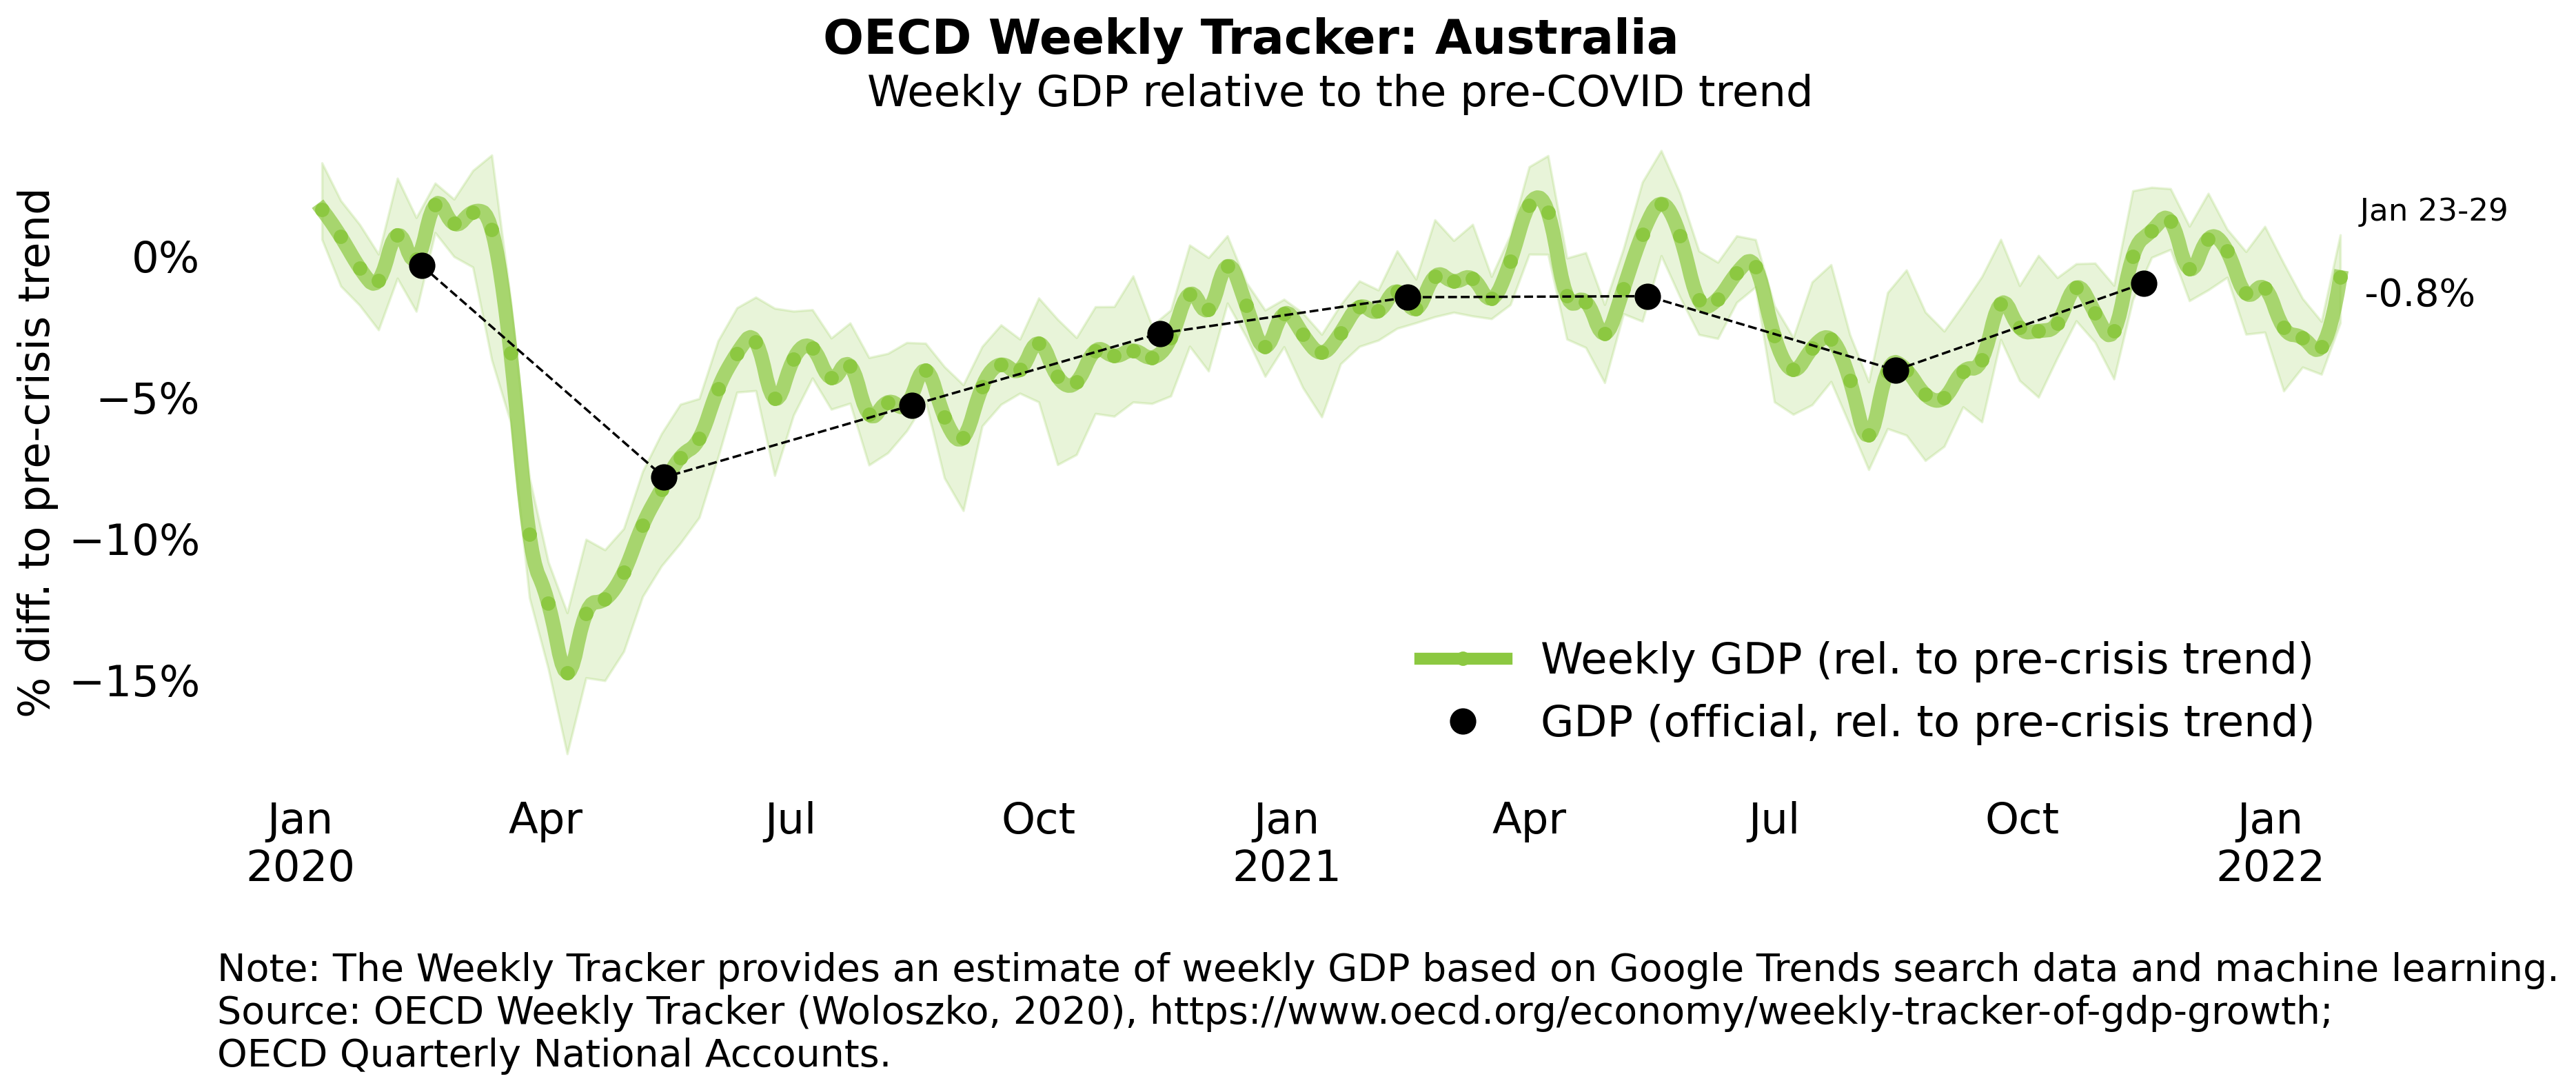 OECD Weekly Tracker: Australia
Weekly GDP relative to the pre-COVID trend
% diff. to pre-crisis trend
0%
−5%
−10%
−15%
Jan 23-29
-0.8%
Weekly GDP (rel. to pre-crisis trend)
GDP (official, rel. to pre-crisis trend)
Jan Apr Jul Oct Jan Apr Jul Oct Jan
2020 2021 2022
Note: The Weekly Tracker provides an estimate of weekly GDP based on Google Trends search data and machine learning.
Source: OECD Weekly Tracker (Woloszko, 2020), https://www.oecd.org/economy/weekly-tracker-of-gdp-growth;
OECD Quarterly National Accounts.